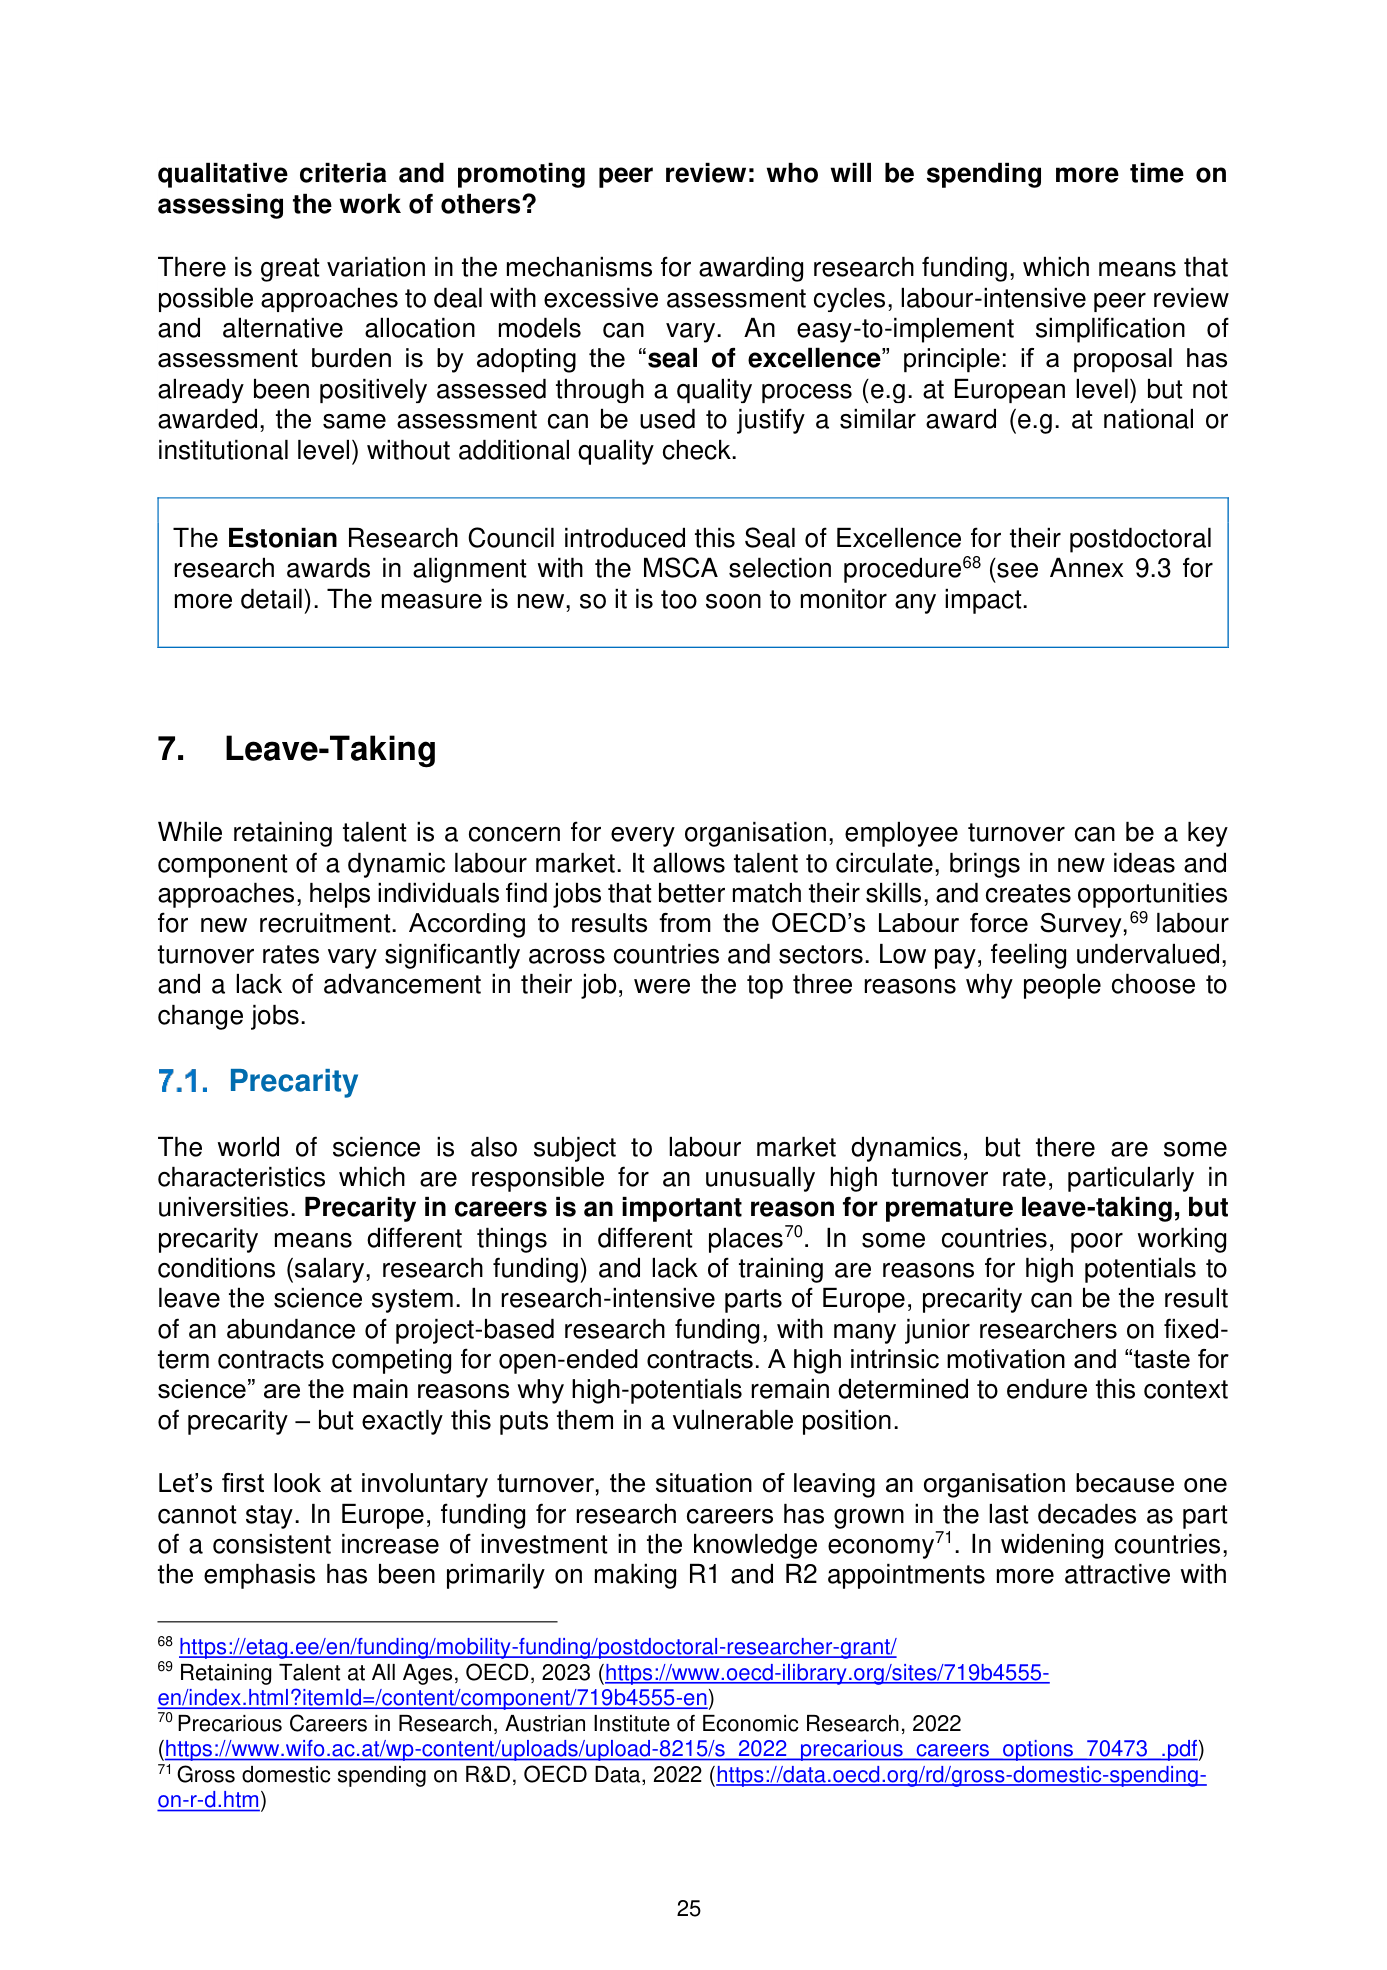 qualitative criteria and promoting peer review: who will be spending more time on
assessing the work of others?
There is great variation in the mechanisms for awarding research funding, which means that
possible approaches to deal with excessive assessment cycles, labour-intensive peer review
and alternative allocation models can vary. An easy-to-implement simplification of
assessment burden is by adopting the “seal of excellence” principle: if a proposal has
already been positively assessed through a quality process (e.g. at European level) but not
awarded, the same assessment can be used to justify a similar award (e.g. at national or
institutional level) without additional quality check.
The Estonian Research Council introduced this Seal of Excellence for their postdoctoral
research awards in alignment with the MSCA selection procedure68 (see Annex 9.3 for
more detail). The measure is new, so it is too soon to monitor any impact.
7. Leave-Taking
While retaining talent is a concern for every organisation, employee turnover can be a key
component of a dynamic labour market. It allows talent to circulate, brings in new ideas and
approaches, helps individuals find jobs that better match their skills, and creates opportunities
for new recruitment. According to results from the OECD’s Labour force Survey,69 labour
turnover rates vary significantly across countries and sectors. Low pay, feeling undervalued,
and a lack of advancement in their job, were the top three reasons why people choose to
change jobs.
7.1. Precarity
The world of science is also subject to labour market dynamics, but there are some
characteristics which are responsible for an unusually high turnover rate, particularly in
universities. Precarity in careers is an important reason for premature leave-taking, but
precarity means different things in different places70. In some countries, poor working
conditions (salary, research funding) and lack of training are reasons for high potentials to
leave the science system. In research-intensive parts of Europe, precarity can be the result
of an abundance of project-based research funding, with many junior researchers on fixed-
term contracts competing for open-ended contracts. A high intrinsic motivation and “taste for
science” are the main reasons why high-potentials remain determined to endure this context
of precarity – but exactly this puts them in a vulnerable position.
Let’s first look at involuntary turnover, the situation of leaving an organisation because one
cannot stay. In Europe, funding for research careers has grown in the last decades as part
of a consistent increase of investment in the knowledge economy71. In widening countries,
the emphasis has been primarily on making R1 and R2 appointments more attractive with
68 https://etag.ee/en/funding/mobility-funding/postdoctoral-researcher-grant/
69 Retaining Talent at All Ages, OECD, 2023 (https://www.oecd-ilibrary.org/sites/719b4555-
en/index.html?itemId=/content/component/719b4555-en)
70 Precarious Careers in Research, Austrian Institute of Economic Research, 2022
(https://www.wifo.ac.at/wp-content/uploads/upload-8215/s_2022_precarious_careers_options_70473_.pdf)
71 Gross domestic spending on R&D, OECD Data, 2022 (https://data.oecd.org/rd/gross-domestic-spending-
on-r-d.htm)
25